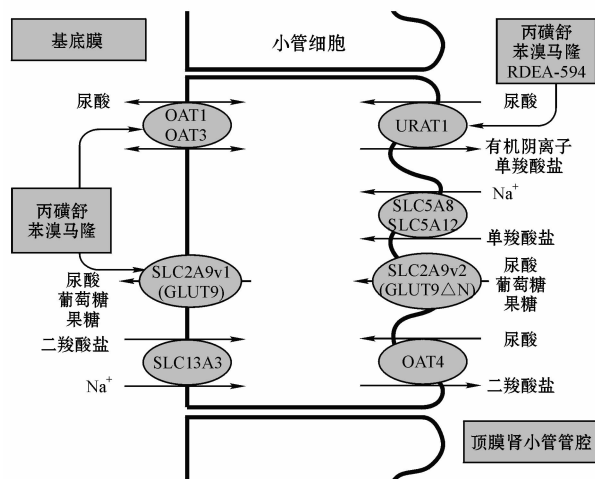 基底膜
小管细胞
丙磺舒
苯溴马隆
RDEA-594
尿酸
OAT1
OAT3
URAT1
尿酸
有机阴离子
单羧酸盐
Na⁺
SLC5A8
SLC5A12
单羧酸盐
丙磺舒
苯溴马隆
尿酸
葡萄糖
果糖
SLC2A9v1
(GLUT9)
SLC2A9v2
(GLUT9△N)
尿酸
葡萄糖
果糖
二羧酸盐
SLC13A3
Na⁺
尿酸
OAT4
二羧酸盐
顶膜肾小管管腔